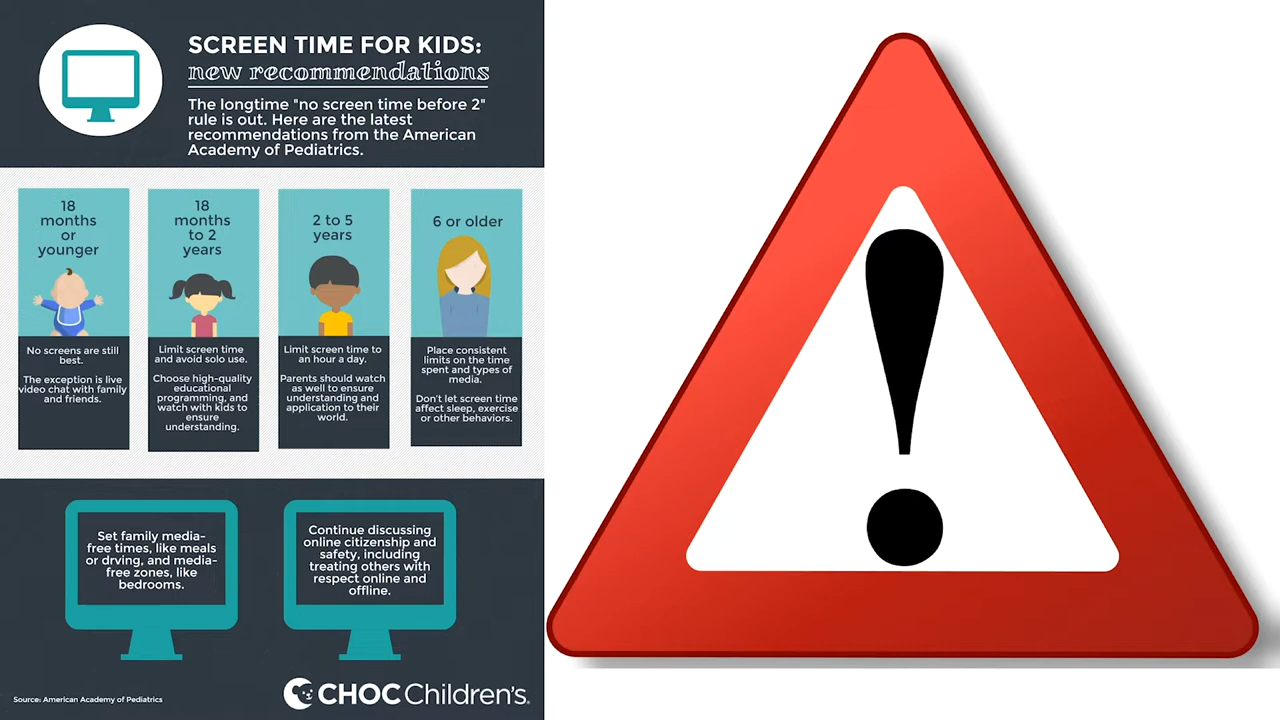 SCREEN TIME FOR KIDS:
new recommendations
The longtime "no screen time before 2"
rule is out. Here are the latest
recommendations from the American
Academy of Pediatrics.
18
months
or
younger
No screens are still
best.
The exception is live
video chat with family
and friends.
18
months
to 2
years
Limit screen time
and avoid solo use.
Choose high-quality
educational
programming, and
watch with kids to
ensure
understanding.
2 to 5
years
Limit screen time to
an hour a day.
Parents should watch
as well to ensure
understanding and
application to their
world.
6 or older
Place consistent
limits on the time
spent and types of
media.
Don't let screen time
affect sleep, exercise
or other behaviors.
Set family media-
free times, like meals
or drving, and media-
free zones, like
bedrooms.
Continue discussing
online citizenship and
safety, including
treating others with
respect online and
offline.
Source: American Academy of Pediatrics
CHOC Children's.
!